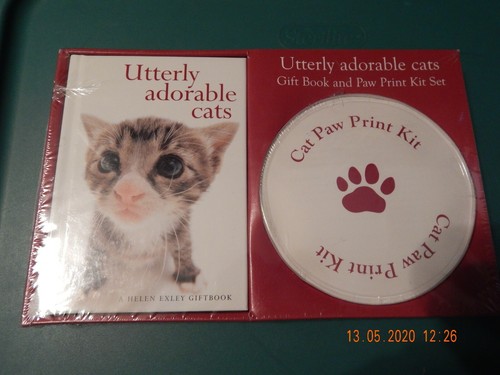 Utterly
adorable
cats
A HELEN EXLEY GIFTBOOK
Utterly adorable cats
Gift Book and Paw Print Kit Set
Cat Paw Print Kit
Cat Paw Print Kit
13.05.2020 12:26